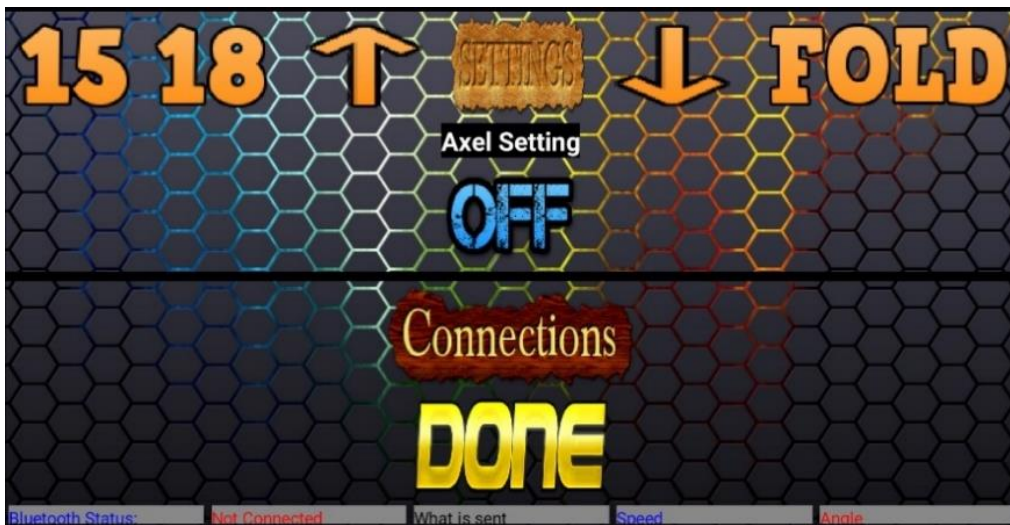 15 18 ↑ SETTINGS ↓ FOLD
Axel Setting
OFF
Connections
DONE
Bluetooth Status: Not Connected What is sent Speed Angle